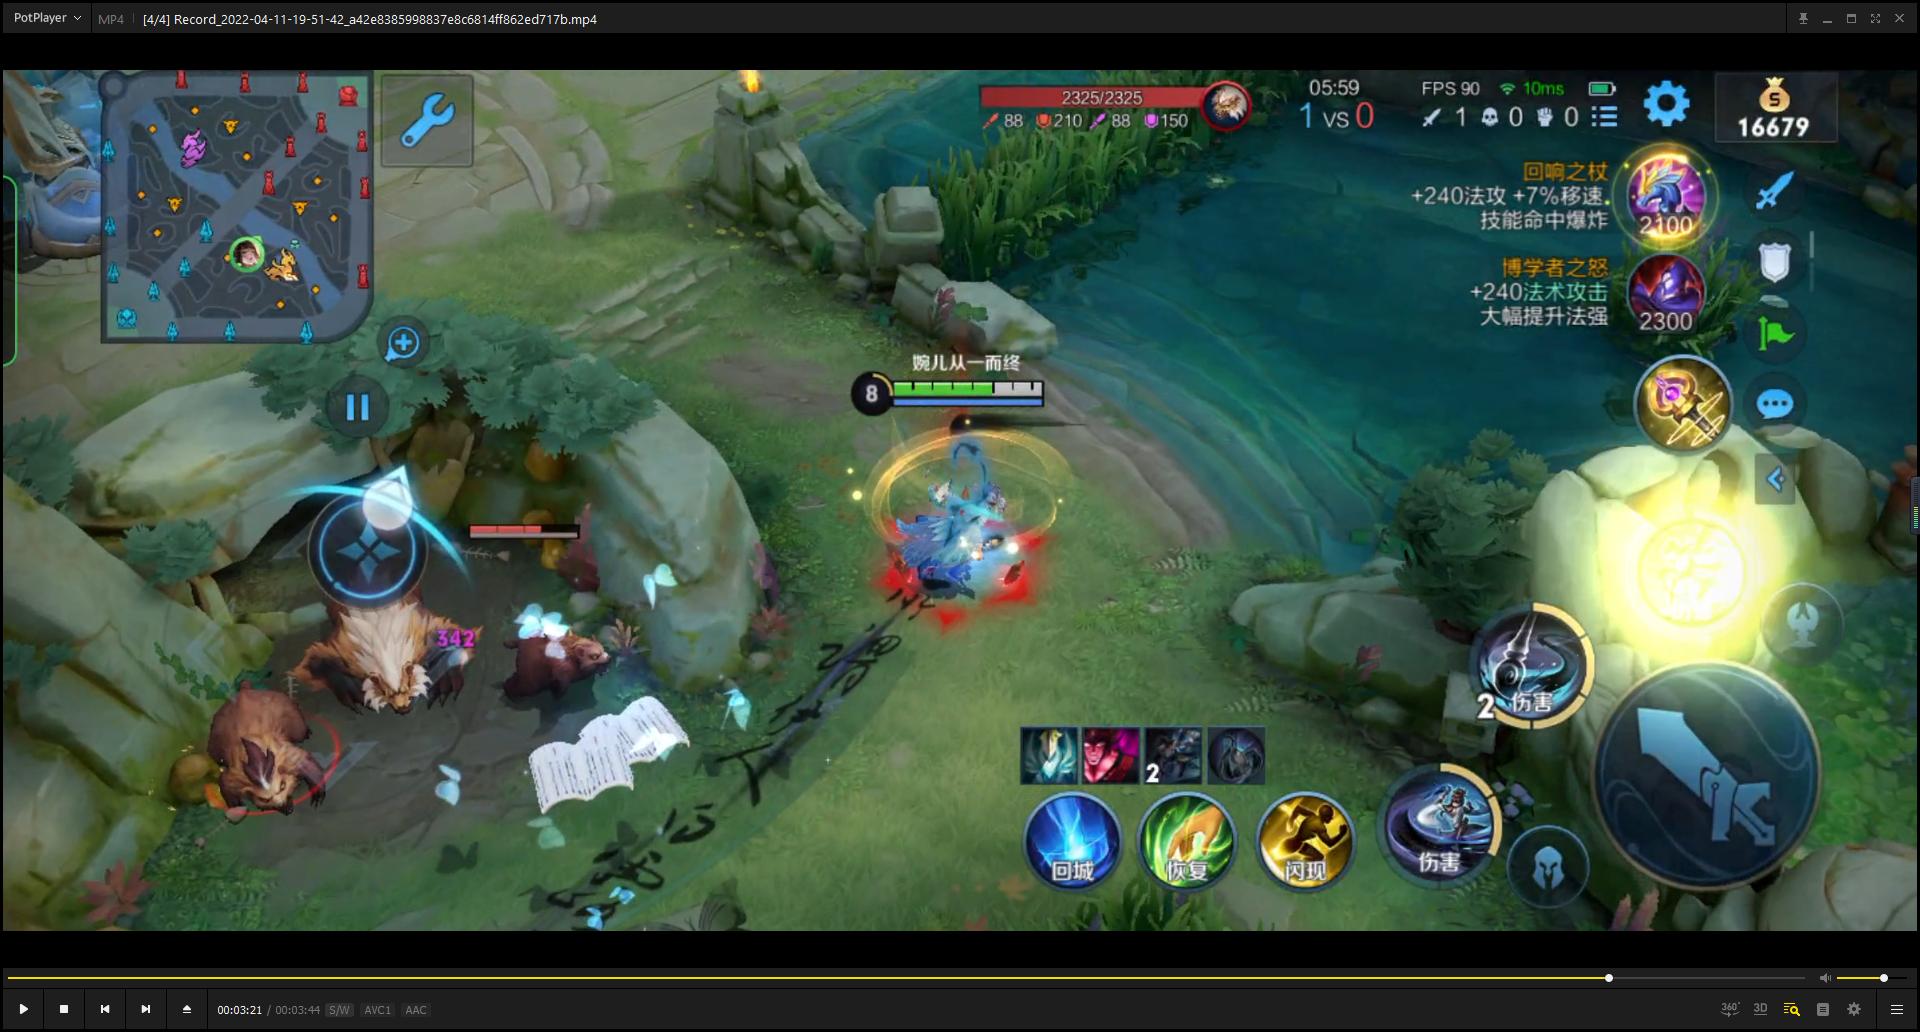 PotPlayer
MP4
[4/4] Record_2022-04-11-19-51-42_a42e8385998837e8c6814ff862ed717b.mp4
2325/2325
88 210 88 150
05:59
1 VS 0
FPS 90 10ms
1 0 0
16679
回响之杖
+240法攻 +7%移速
技能命中爆炸
2100
博学者之怒
+240法术攻击
大幅提升法强
2300
婉儿从一而终
8
342
2 伤害
2
伤害
回城
恢复
闪现
00:03:21 / 00:03:44 S/W AVC1 AAC
360°
3D